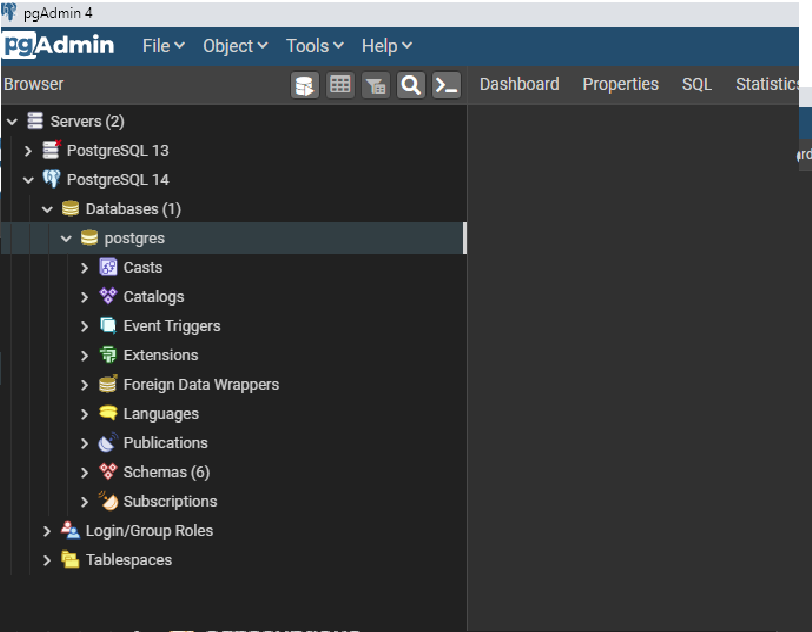 pgAdmin 4
pgAdmin File Object Tools Help
Browser Dashboard Properties SQL Statistics
Servers (2)
PostgreSQL 13
PostgreSQL 14
Databases (1)
postgres
Casts
Catalogs
Event Triggers
Extensions
Foreign Data Wrappers
Languages
Publications
Schemas (6)
Subscriptions
Login/Group Roles
Tablespaces